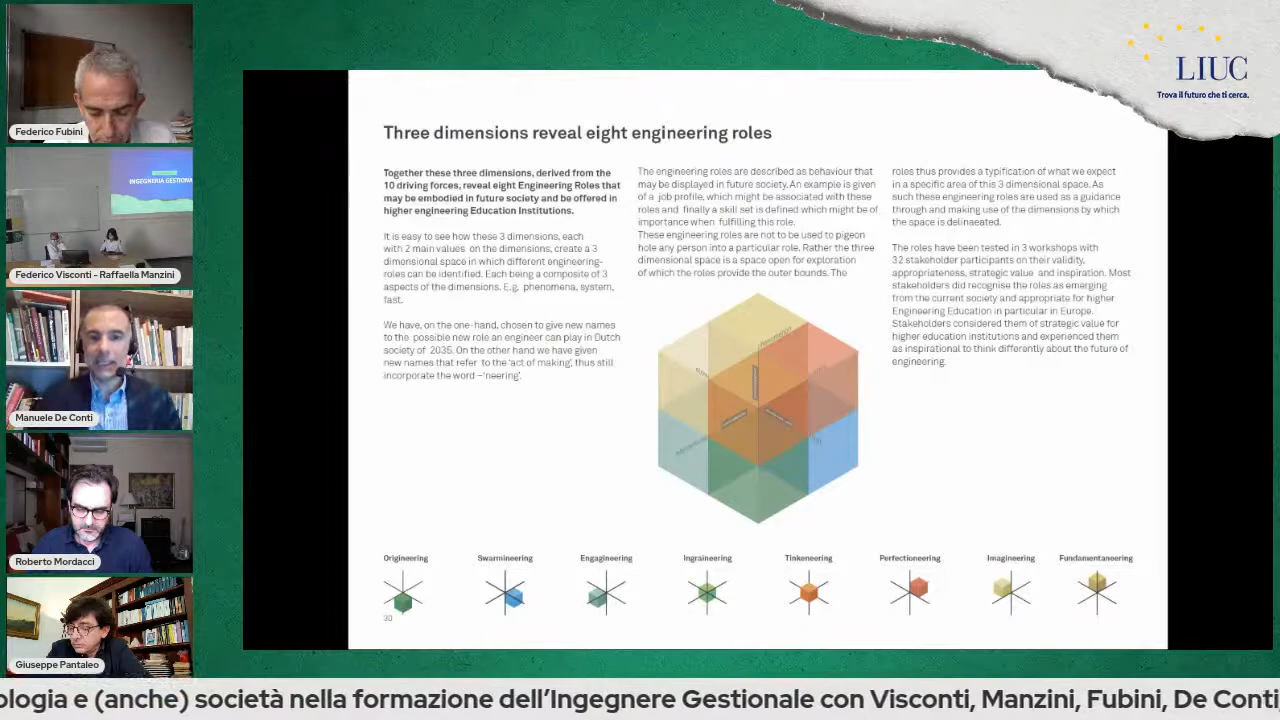 Federico Fubini
INGEGNERIA GESTIONA
Federico Visconti - Raffaella Manzini
Manuele De Conti
Roberto Mordacci
Giuseppe Pantaleo
LIUC
Trova il futuro che ti cerca.
Three dimensions reveal eight engineering roles
Together these three dimensions, derived from the
10 driving forces, reveal eight Engineering Roles that
may be embodied in future society and be offered in
higher engineering Education Institutions.
It is easy to see how these 3 dimensions, each
with 2 main values on the dimensions, create a 3
dimensional space in which different engineering-
roles can be identified. Each being a composite of 3
aspects of the dimensions. E.g. phenomena, system,
fast.
We have, on the one-hand, chosen to give new names
to the possible new role an engineer can play in Dutch
society of 2035. On the other hand we have given
new names that refer to the 'act of making', thus still
incorporate the word –'neering'.
The engineering roles are described as behaviour that
may be displayed in future society. An example is given
of a job profile, which might be associated with these
roles and finally a skill set is defined which might be of
importance when fulfilling this role.
These engineering roles are not to be used to pigeon
hole any person into a particular role. Rather the three
dimensional space is a space open for exploration
of which the roles provide the outer bounds. The
roles thus provides a typification of what we expect
in a specific area of this 3 dimensional space. As
such these engineering roles are used as a guidance
through and making use of the dimensions by which
the space is delinaeated.
The roles have been tested in 3 workshops with
32 stakeholder participants on their validity,
appropriateness, strategic value and inspiration. Most
stakeholders did recognise the roles as emerging
from the current society and appropriate for higher
Engineering Education in particular in Europe.
Stakeholders considered them of strategic value for
higher education institutions and experienced them
as inspirational to think differently about the future of
engineering.
Origineering
Swarmineering
Engagineering
Ingraineering
Tinkeneering
Perfectioneering
Imagineering
Fundamentaneering
30
ologia e (anche) società nella formazione dell'Ingegnere Gestionale con Visconti, Manzini, Fubini, De Conti,